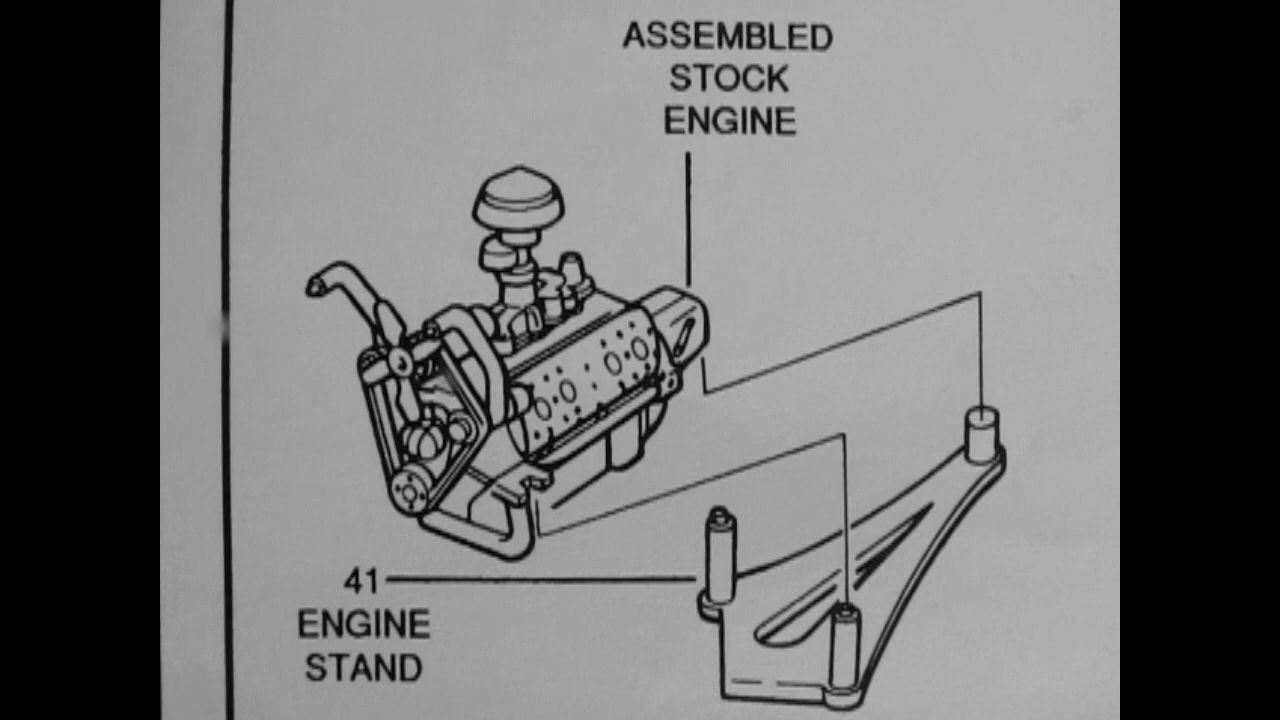 ASSEMBLED
STOCK
ENGINE
41
ENGINE
STAND